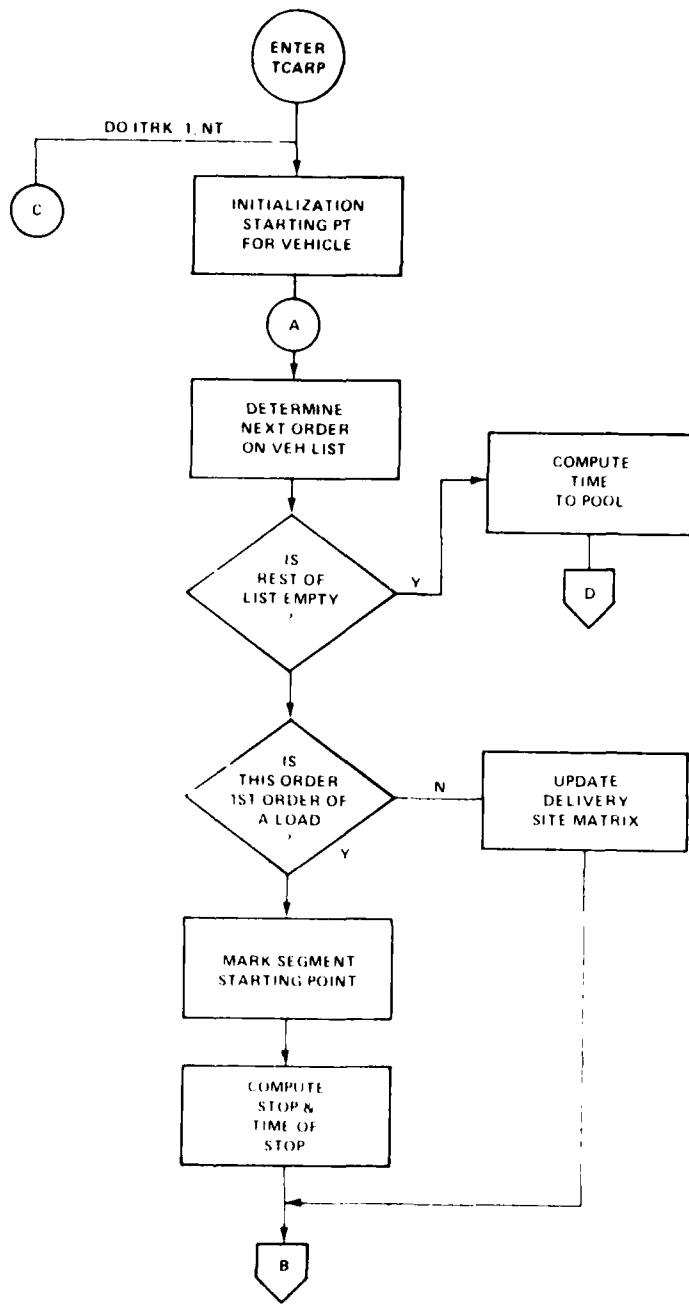 ENTER
TCARP
DO ITRK 1, NT
C
INITIALIZATION
STARTING PT
FOR VEHICLE
A
DETERMINE
NEXT ORDER
ON VEH LIST
COMPUTE
TIME
TO POOL
IS
REST OF
LIST EMPTY
?
Y
D
IS
THIS ORDER
1ST ORDER OF
A LOAD
?
N
Y
UPDATE
DELIVERY
SITE MATRIX
MARK SEGMENT
STARTING POINT
COMPUTE
STOP &
TIME OF
STOP
B